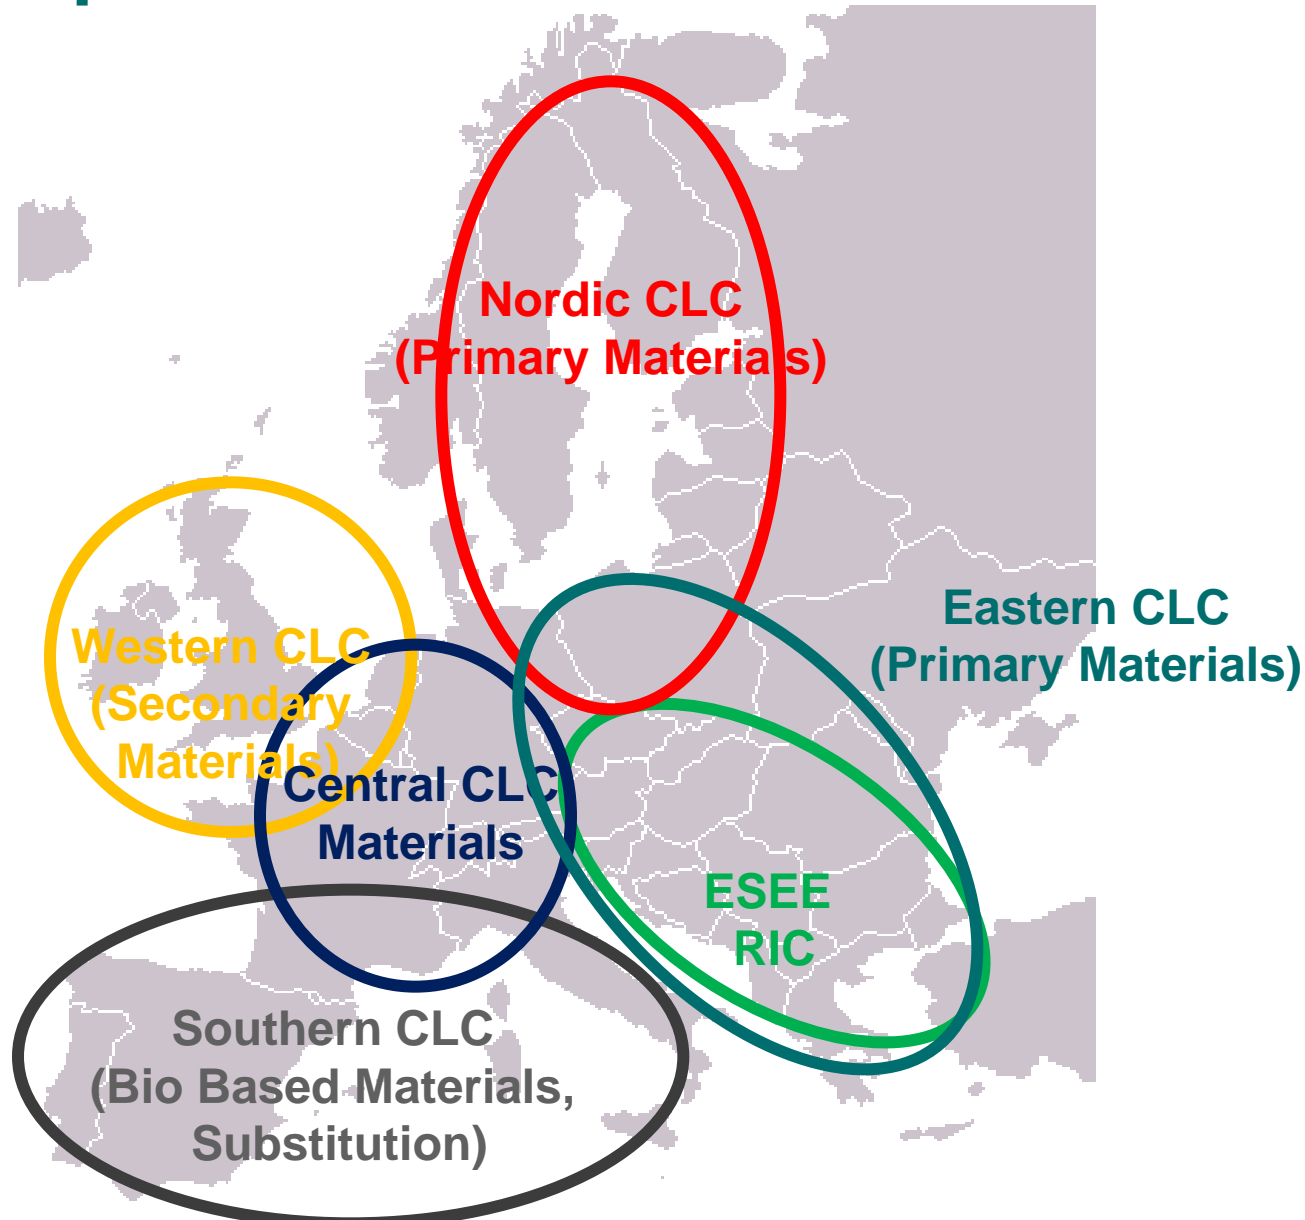 Nordic CLC
(Primary Materials)
Eastern CLC
(Primary Materials)
Western CLC
(Secondary
Materials)
Central CLC
Materials
ESEE
RIC
Southern CLC
(Bio Based Materials,
Substitution)